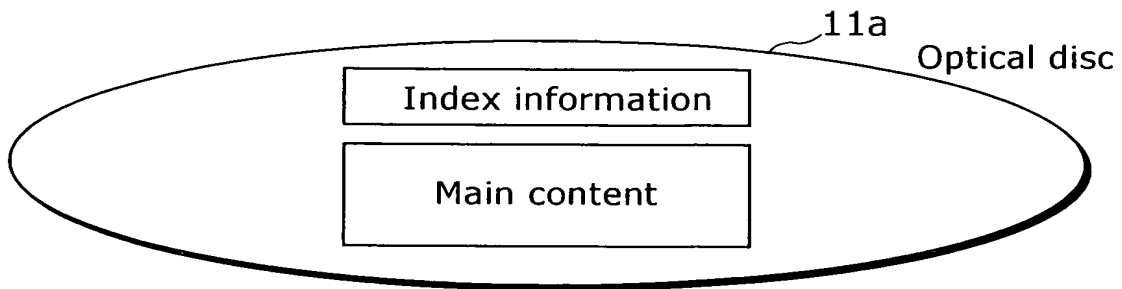 11a
Optical disc
Index information
Main content